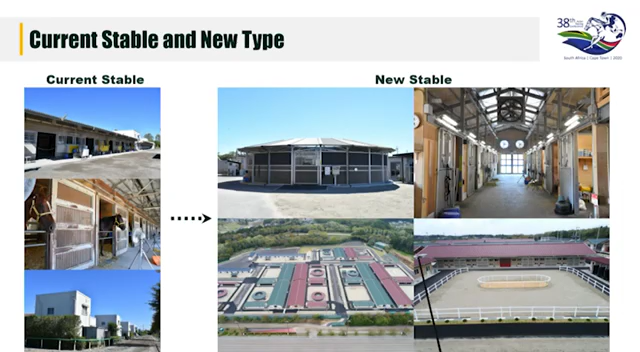 Current Stable and New Type
38th
South Africa | Cape Town | 2020
Current Stable
New Stable